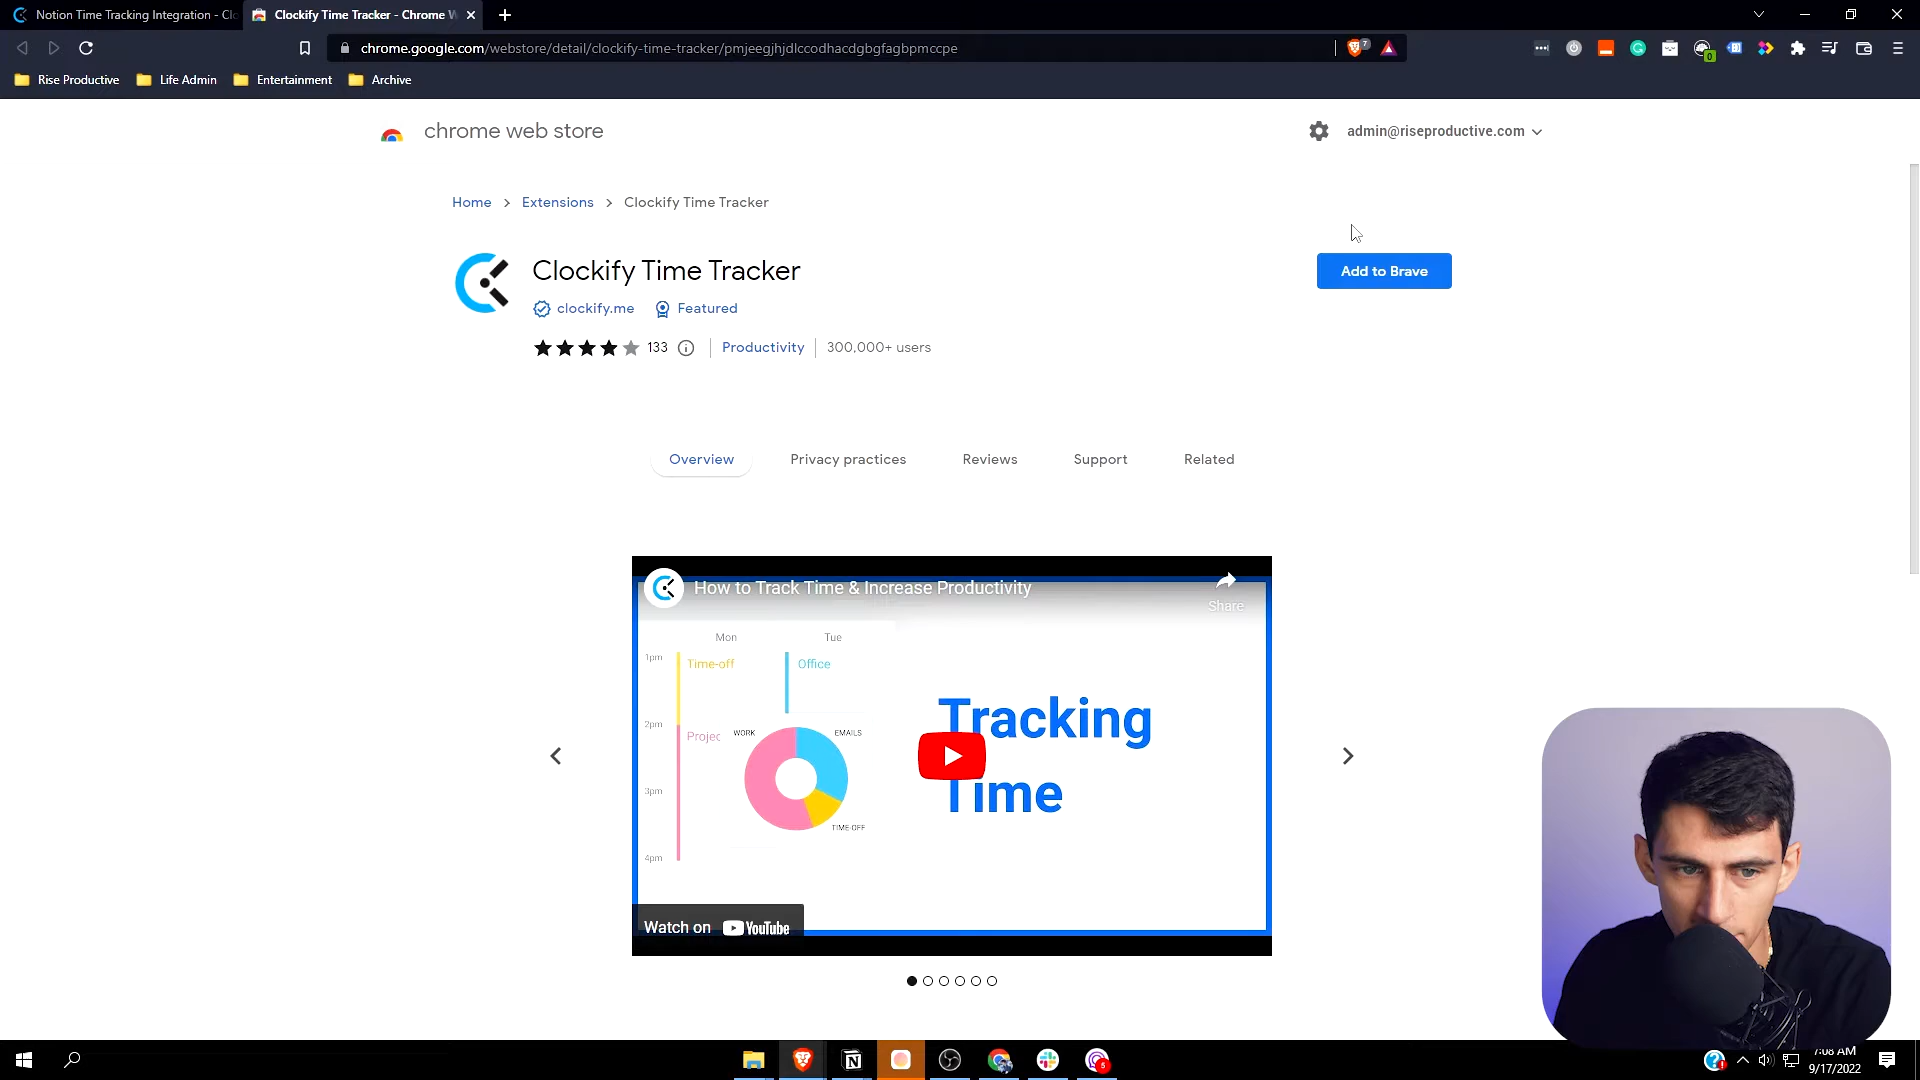 Notion Time Tracking Integration - Clo
Clockify Time Tracker - Chrome W
chrome.google.com/webstore/detail/clockify-time-tracker/pmjeegjhjdlccodhacdgbgfagbpmccpe
7
0
Rise Productive
Life Admin
Entertainment
Archive
chrome web store
admin@riseproductive.com
Home > Extensions > Clockify Time Tracker
Clockify Time Tracker
Add to Brave
clockify.me
Featured
133
Productivity
300,000+ users
Overview
Privacy practices
Reviews
Support
Related
How to Track Time & Increase Productivity
Share
Mon
Tue
1pm
Time-off
Office
2pm
Projec
WORK
EMAILS
3pm
TIME-OFF
4pm
Tracking
Time
Watch on YouTube
5
7:08 AM
9/17/2022